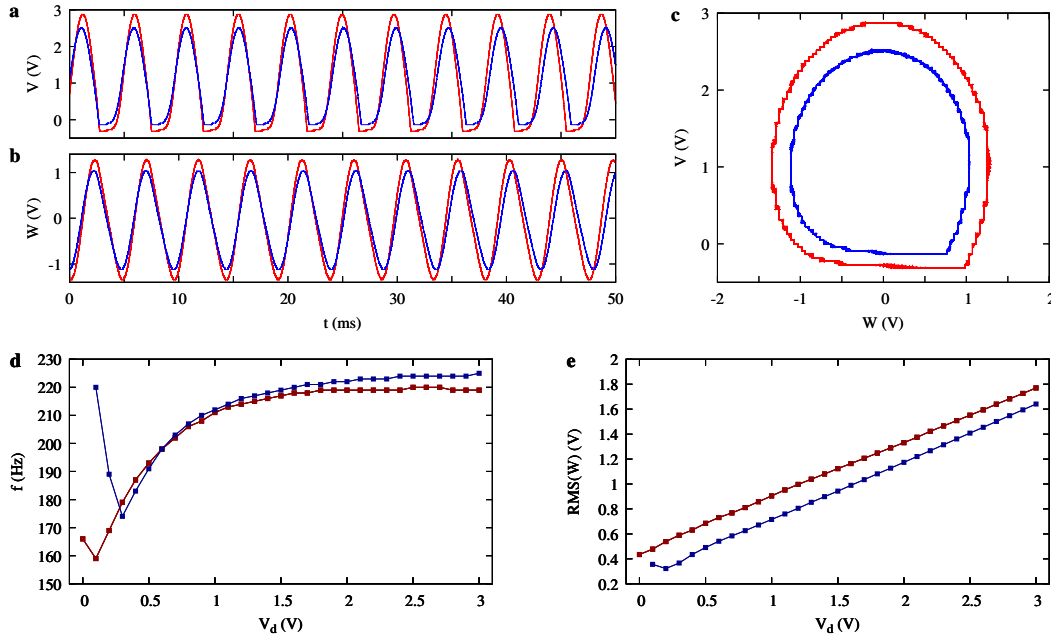 a
V (V)
3
2
1
0
b
W (V)
1
0
-1
0 10 20 30 40 50
t (ms)
c
V (V)
3
2
1
0
-2 -1 0 1 2
W (V)
d
f (Hz)
230
220
210
200
190
180
170
160
150
0 0.5 1 1.5 2 2.5 3
Vd (V)
e
RMS(W) (V)
2
1.8
1.6
1.4
1.2
1
0.8
0.6
0.4
0.2
0 0.5 1 1.5 2 2.5 3
Vd (V)